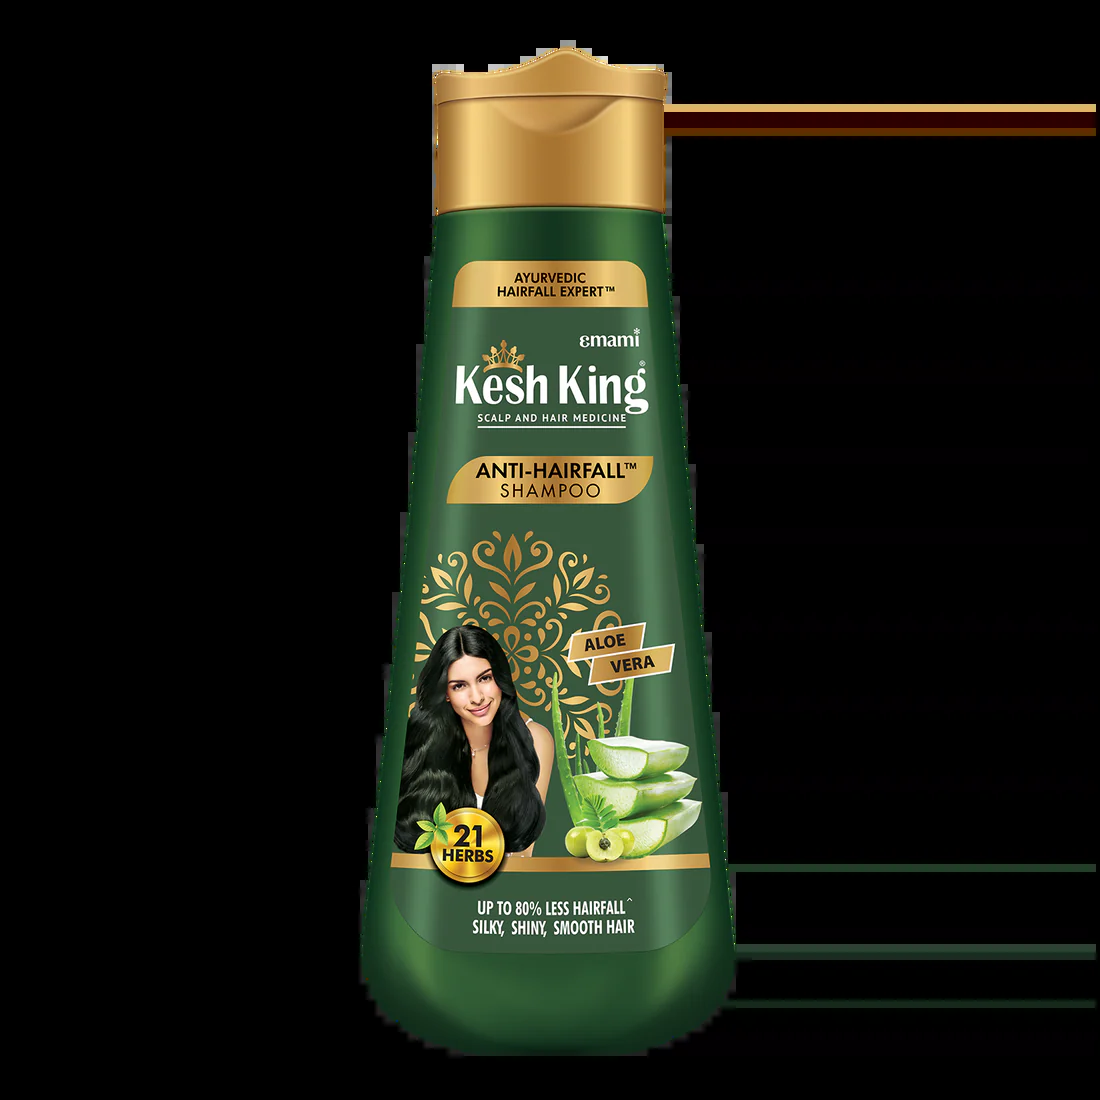 AYURVEDIC
HAIRFALL EXPERT™
emami*
Kesh King®
SCALP AND HAIR MEDICINE
ANTI-HAIRFALL™
SHAMPOO
ALOE
VERA
21
HERBS
UP TO 80% LESS HAIRFALL^
SILKY, SHINY, SMOOTH HAIR